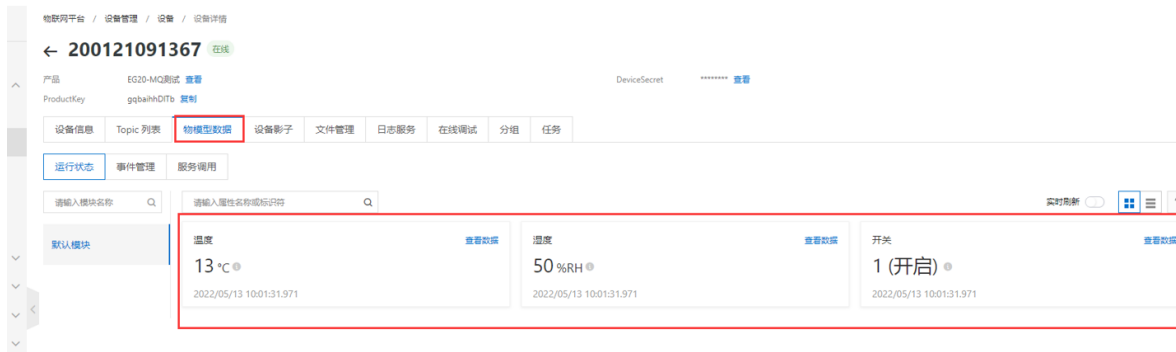 物联网平台 / 设备管理 / 设备 / 设备详情
← 200121091367 在线
产品 EG20-MQ测试 查看 DeviceSecret ******** 查看
ProductKey gqbaihhDlTb 复制
设备信息 Topic 列表 物模型数据 设备影子 文件管理 日志服务 在线调试 分组 任务
运行状态 事件管理 服务调用
请输入模块名称 请输入属性名称或标识符 实时刷新
默认模块
温度 查看数据 湿度 查看数据 开关 查看数据
13 °C 50 %RH 1 (开启)
2022/05/13 10:01:31.971 2022/05/13 10:01:31.971 2022/05/13 10:01:31.971